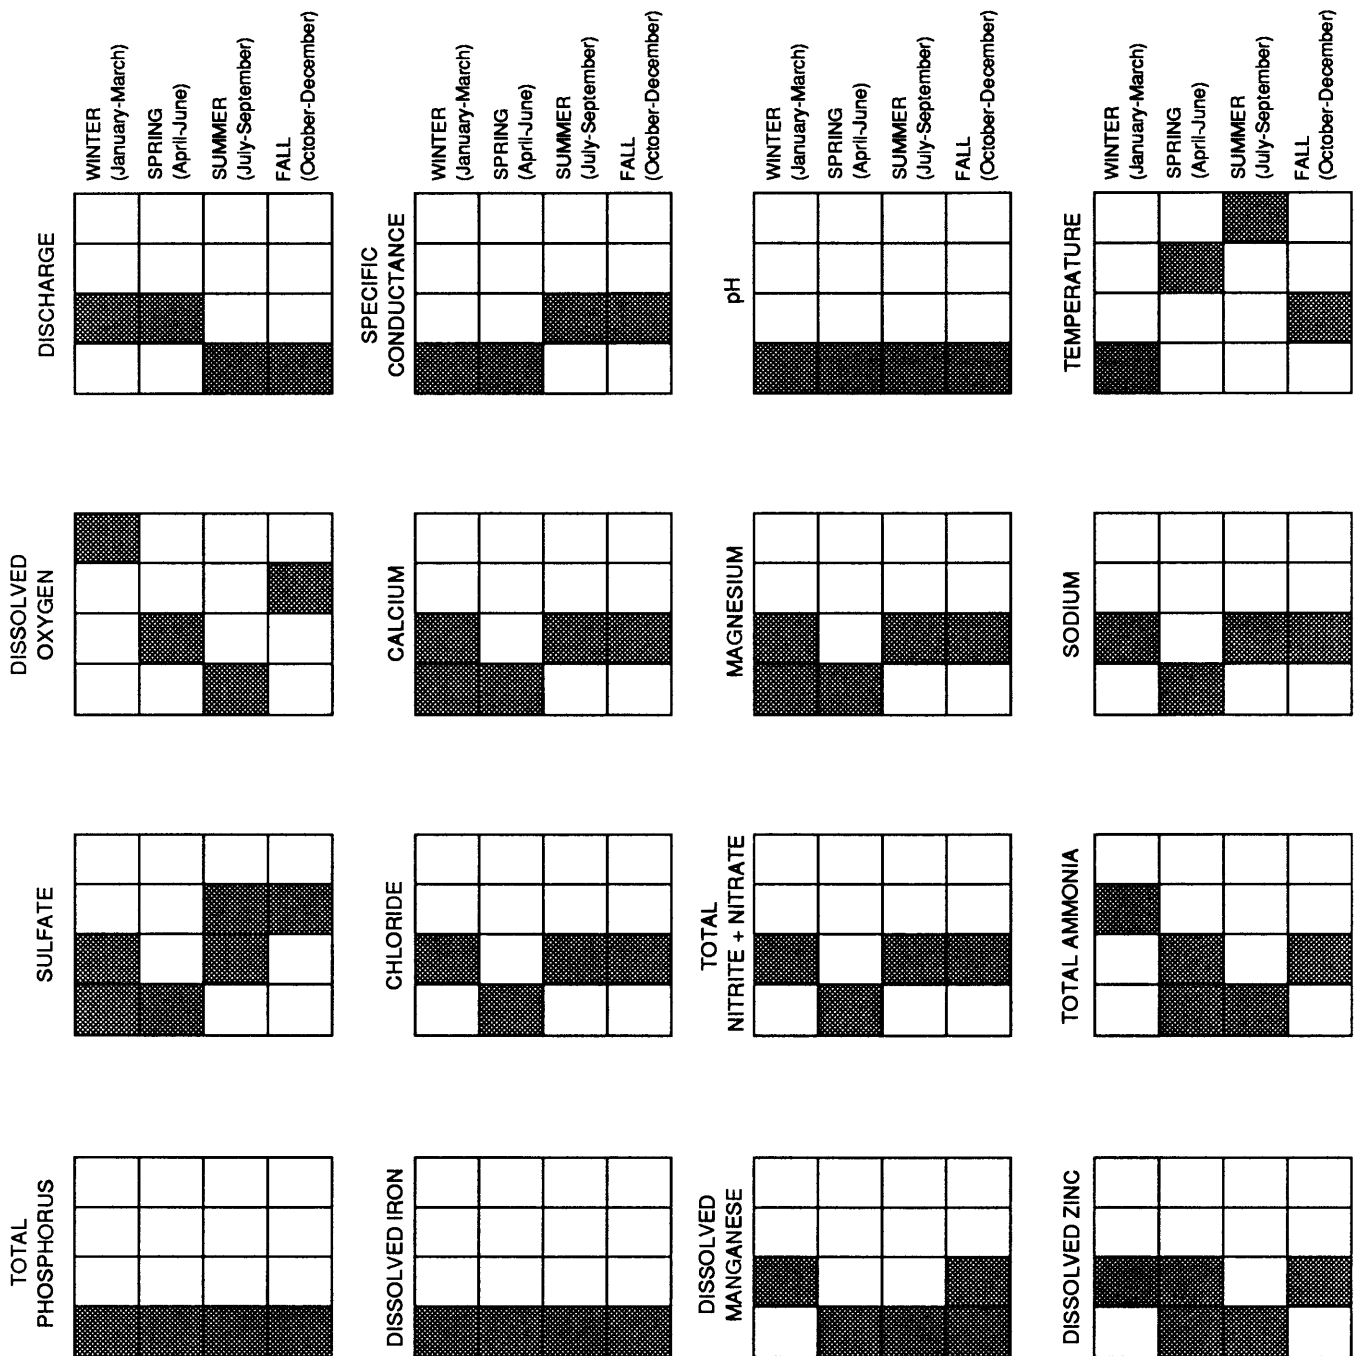 WINTER
(January-March)
SPRING
(April-June)
SUMMER
(July-September)
FALL
(October-December)
WINTER
(January-March)
SPRING
(April-June)
SUMMER
(July-September)
FALL
(October-December)
WINTER
(January-March)
SPRING
(April-June)
SUMMER
(July-September)
FALL
(October-December)
WINTER
(January-March)
SPRING
(April-June)
SUMMER
(July-September)
FALL
(October-December)
DISCHARGE
SPECIFIC
CONDUCTANCE
pH
TEMPERATURE
DISSOLVED
OXYGEN
CALCIUM
MAGNESIUM
SODIUM
SULFATE
CHLORIDE
TOTAL
NITRITE + NITRATE
TOTAL AMMONIA
TOTAL
PHOSPHORUS
DISSOLVED IRON
DISSOLVED
MANGANESE
DISSOLVED ZINC